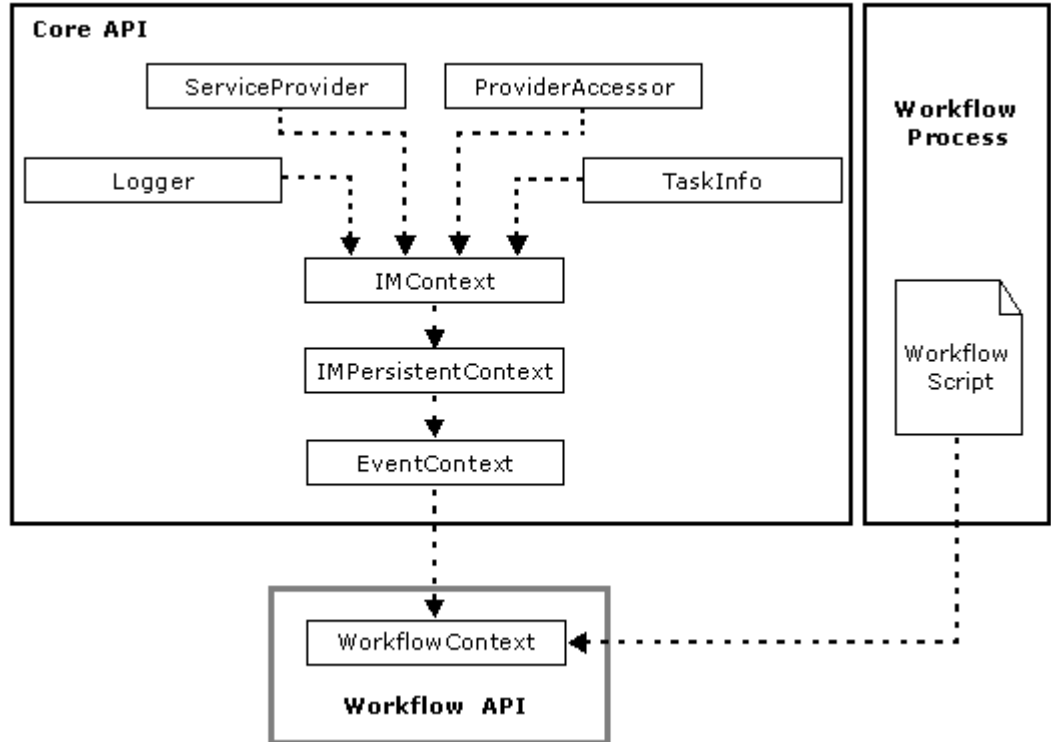 Core API
ServiceProvider
ProviderAccessor
Workflow
Process
Logger
TaskInfo
IMContext
IMPersistentContext
Workflow
Script
EventContext
WorkflowContext
Workflow API